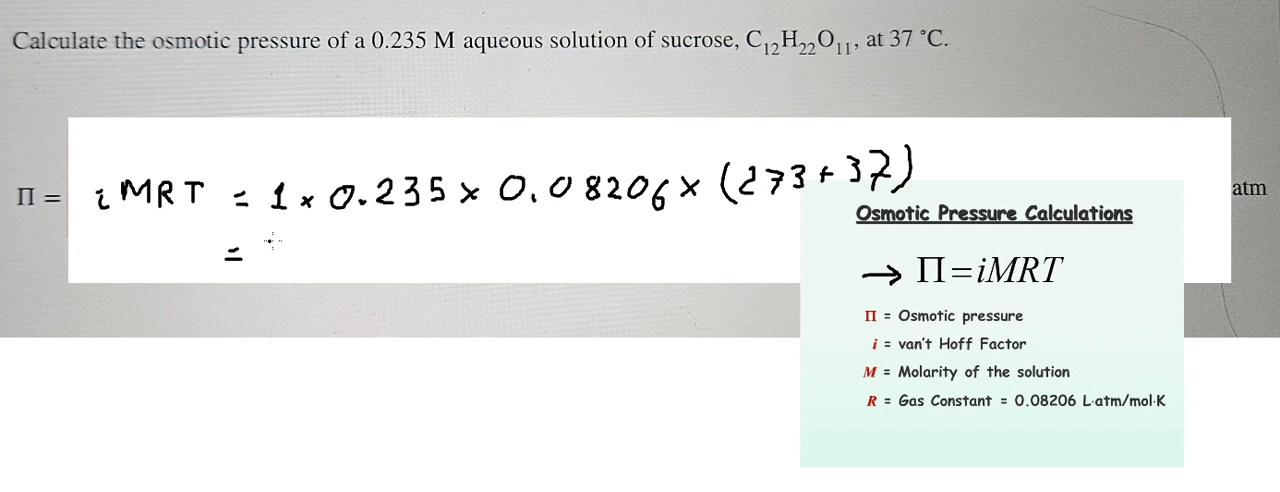 Calculate the osmotic pressure of a 0.235 M aqueous solution of sucrose, C₁₂H₂₂O₁₁, at 37 °C.
Π = iMRT = 1 × 0.235 × 0.08206 × (273 + 37) atm
=
Osmotic Pressure Calculations
→ Π=iMRT
Π = Osmotic pressure
i = van't Hoff Factor
M = Molarity of the solution
R = Gas Constant = 0.08206 L·atm/mol·K